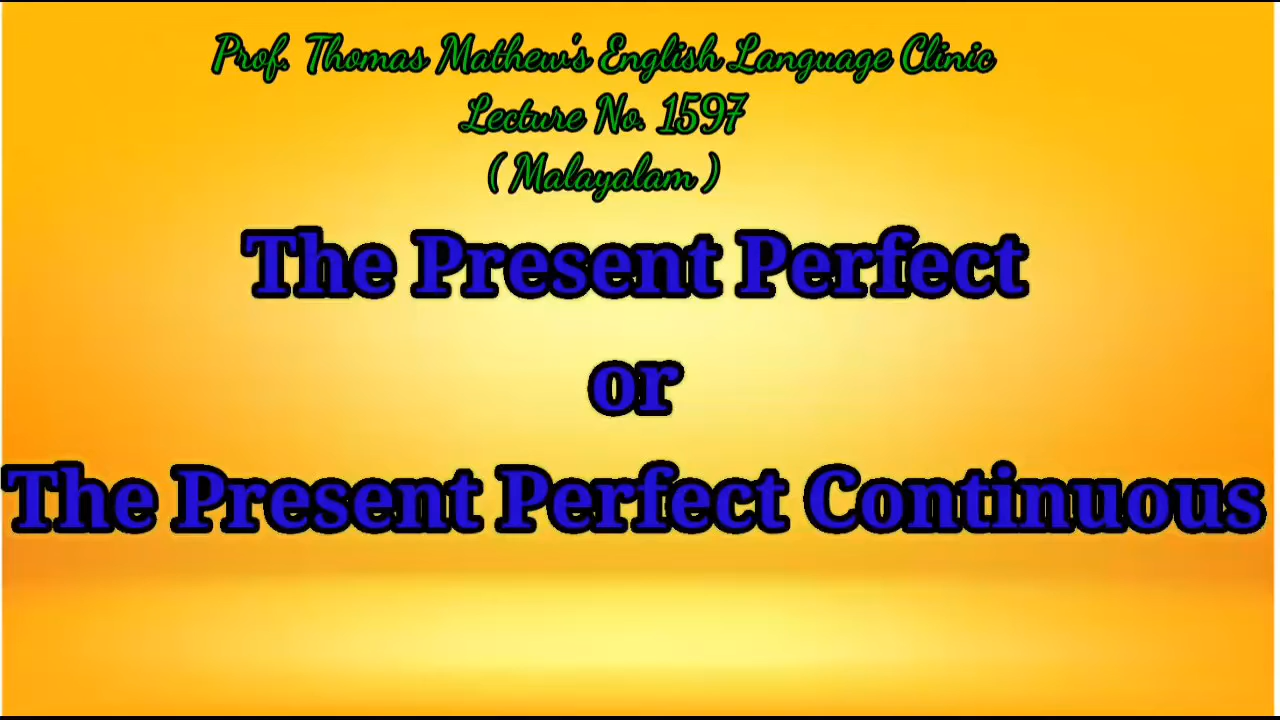 Prof. Thomas Mathew's English Language Clinic
Lecture No. 1597
( Malayalam )
The Present Perfect
or
The Present Perfect Continuous